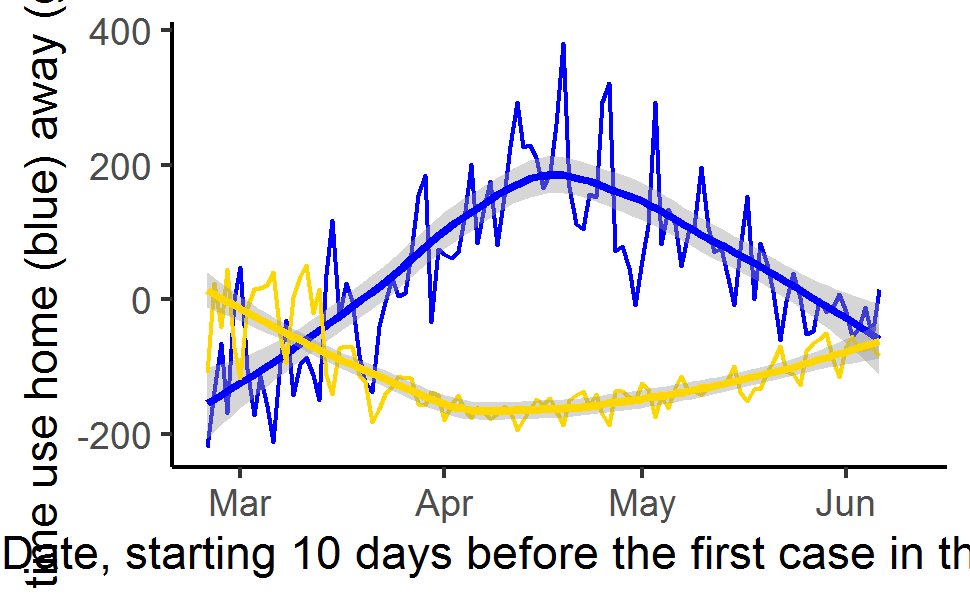 time use home (blue) away (
400
200
0
-200
Mar Apr May Jun
Date, starting 10 days before the first case in th